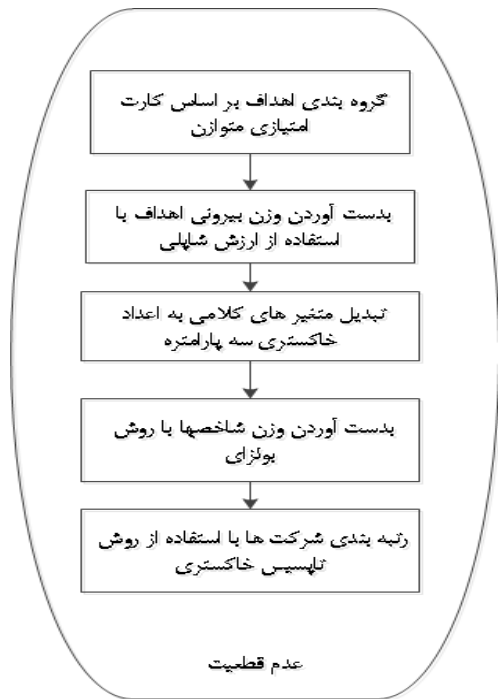 گروه بندی اهداف بر اساس کارت
امتیازی متوازن
بدست آوردن وزن بیرونی اهداف با
استفاده از ارزش شاپلی
تبدیل متغیر های کلامی به اعداد
خاکستری سه پارامتره
بدست آوردن وزن شاخصها با روش
بولزای
رتبه بندی شرکت ها با استفاده از روش
تاپسیس خاکستری
عدم قطعیت